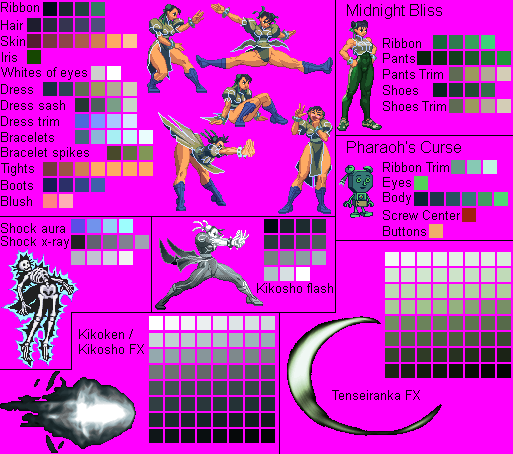 Ribbon
Hair
Skin
Iris
Whites of eyes
Dress
Dress sash
Dress trim
Bracelets
Bracelet spikes
Tights
Boots
Blush
Midnight Bliss
Ribbon
Pants
Pants Trim
Shoes
Shoes Trim
Pharaoh's Curse
Ribbon Trim
Eyes
Body
Screw Center
Buttons
Shock aura
Shock x-ray
Kikosho flash
Kikoken /
Kikosho FX
Tenseiranka FX